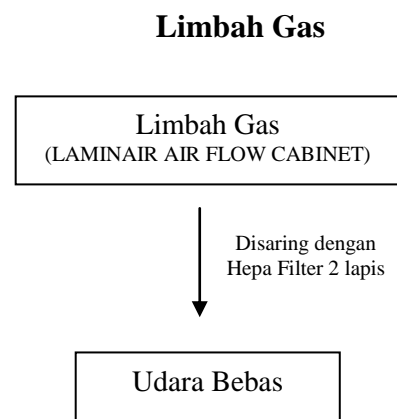 Limbah Gas
Limbah Gas
(LAMINAIR AIR FLOW CABINET)
Disaring dengan
Hepa Filter 2 lapis
Udara Bebas